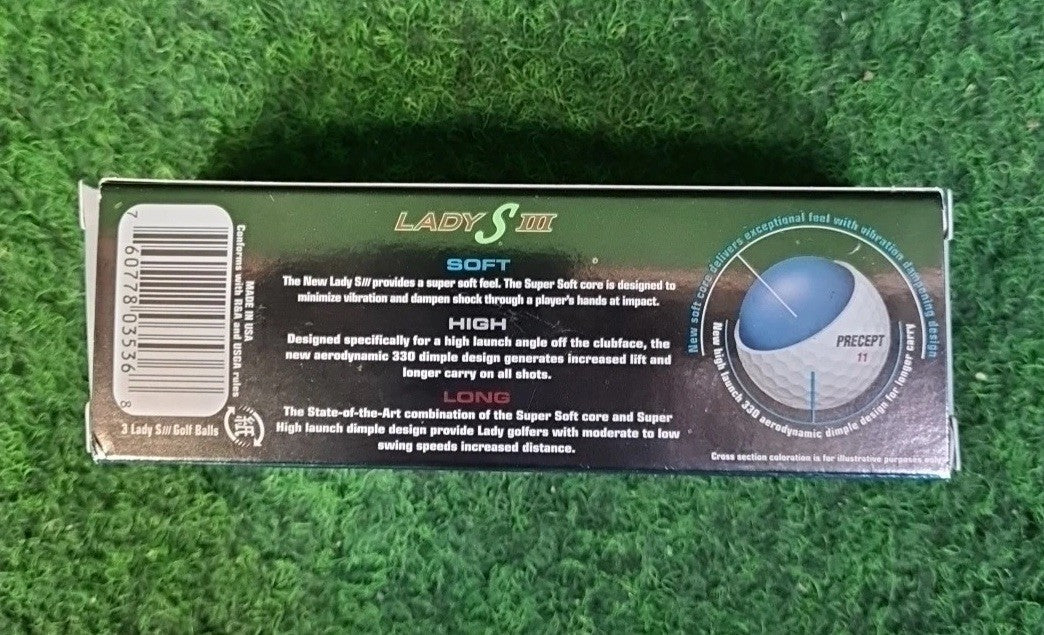 LADY S III
SOFT
The New Lady SIII provides a super soft feel. The Super Soft core is designed to
minimize vibration and dampen shock through a player's hands at impact.
HIGH
Designed specifically for a high launch angle off the clubface, the
new aerodynamic 330 dimple design generates increased lift and
longer carry on all shots.
LONG
The State-of-the-Art combination of the Super Soft core and Super
High launch dimple design provide Lady golfers with moderate to low
swing speeds increased distance.
7 60778 03536 8
MADE IN USA
Conforms with R&A and USGA rules
3 Lady SIII Golf Balls
New soft core delivers exceptional feel with vibration dampening design
PRECEPT
11
New high launch 330 aerodynamic dimple design for longer carry
Cross section coloration is for illustrative purposes only